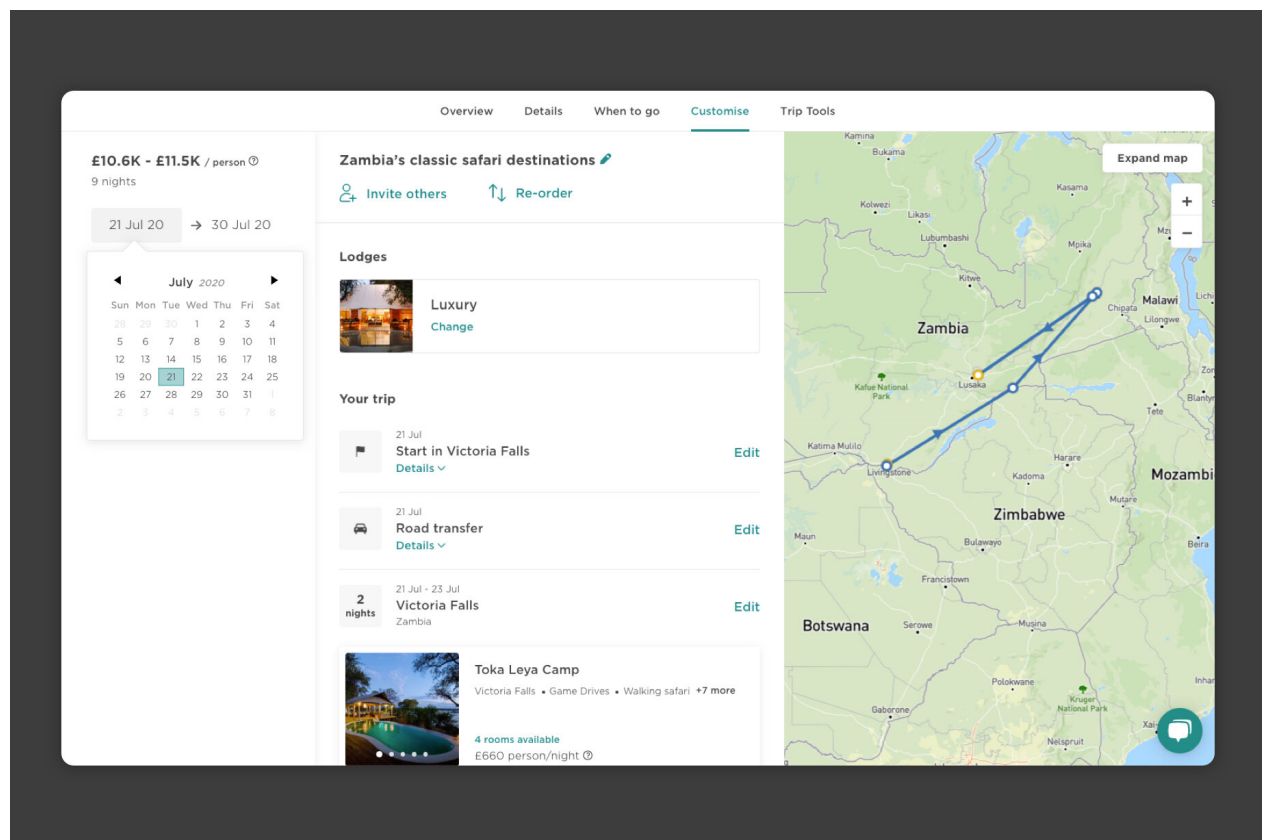 Overview Details When to go Customise Trip Tools
£10.6K - £11.5K / person
9 nights
21 Jul 20 → 30 Jul 20
July 2020
Sun Mon Tue Wed Thu Fri Sat
28 29 30 1 2 3 4
5 6 7 8 9 10 11
12 13 14 15 16 17 18
19 20 21 22 23 24 25
26 27 28 29 30 31 1
2 3 4 5 6 7 8
Zambia's classic safari destinations
Invite others Re-order
Lodges
Luxury
Change
Your trip
21 Jul
Start in Victoria Falls
Details
Edit
21 Jul
Road transfer
Details
Edit
2
nights
21 Jul - 23 Jul
Victoria Falls
Zambia
Edit
Toka Leya Camp
Victoria Falls • Game Drives • Walking safari +7 more
4 rooms available
£660 person/night
Expand map
+
−
Kamina
Bukama
Kasama
Kolwezi
Likasi
Lubumbashi
Mpika
Mzu
Kitwe
Malawi
Lich
Chipata
Lilongwe
Zambia
Zom
Kafue National
Park
Lusaka
Blantyr
Tete
Katima Mulilo
Livingstone
Harare
Kadoma
Mozambi
Mutare
Zimbabwe
Maun
Bulawayo
Beira
Francistown
Botswana
Serowe
Musina
Polokwane
Inhar
Kruger
National Park
Gaborone
Xai-
Nelspruit